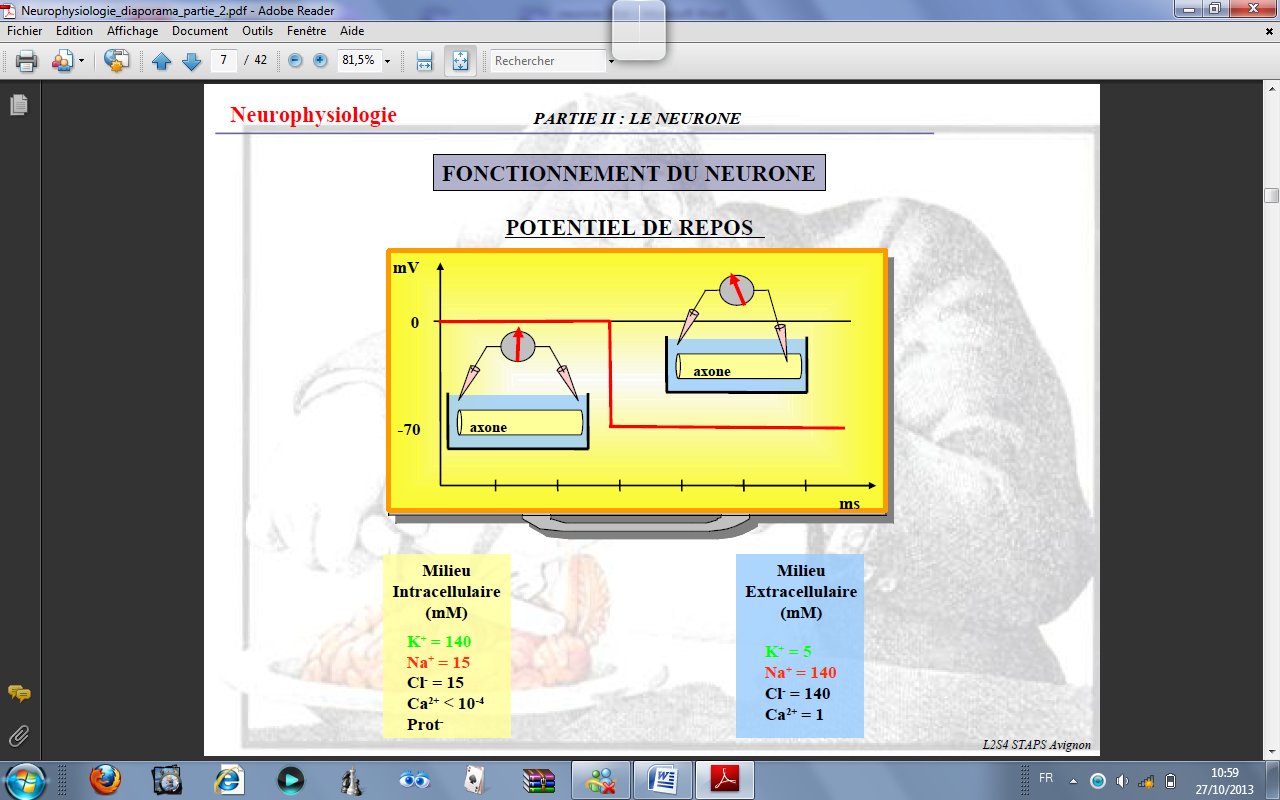 Neurophysiologie_diaporama_partie_2.pdf - Adobe Reader
Fichier Edition Affichage Document Outils Fenêtre Aide
7 / 42 81,5% Rechercher
Neurophysiologie
PARTIE II : LE NEURONE
FONCTIONNEMENT DU NEURONE
POTENTIEL DE REPOS
mV
0
axone
axone
-70
ms
Milieu
Intracellulaire
(mM)
K⁺ = 140
Na⁺ = 15
Cl⁻ = 15
Ca²⁺ < 10⁻⁴
Prot⁻
Milieu
Extracellulaire
(mM)
K⁺ = 5
Na⁺ = 140
Cl⁻ = 140
Ca²⁺ = 1
L2S4 STAPS Avignon
FR
10:59
27/10/2013